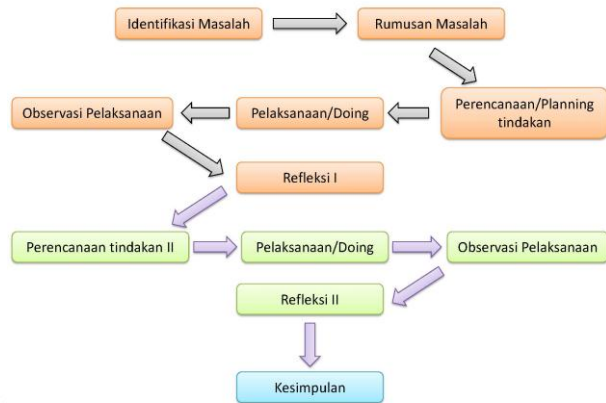 Identifikasi Masalah
Rumusan Masalah
Perencanaan/Planning
tindakan
Pelaksanaan/Doing
Observasi Pelaksanaan
Refleksi I
Perencanaan tindakan II
Pelaksanaan/Doing
Observasi Pelaksanaan
Refleksi II
Kesimpulan